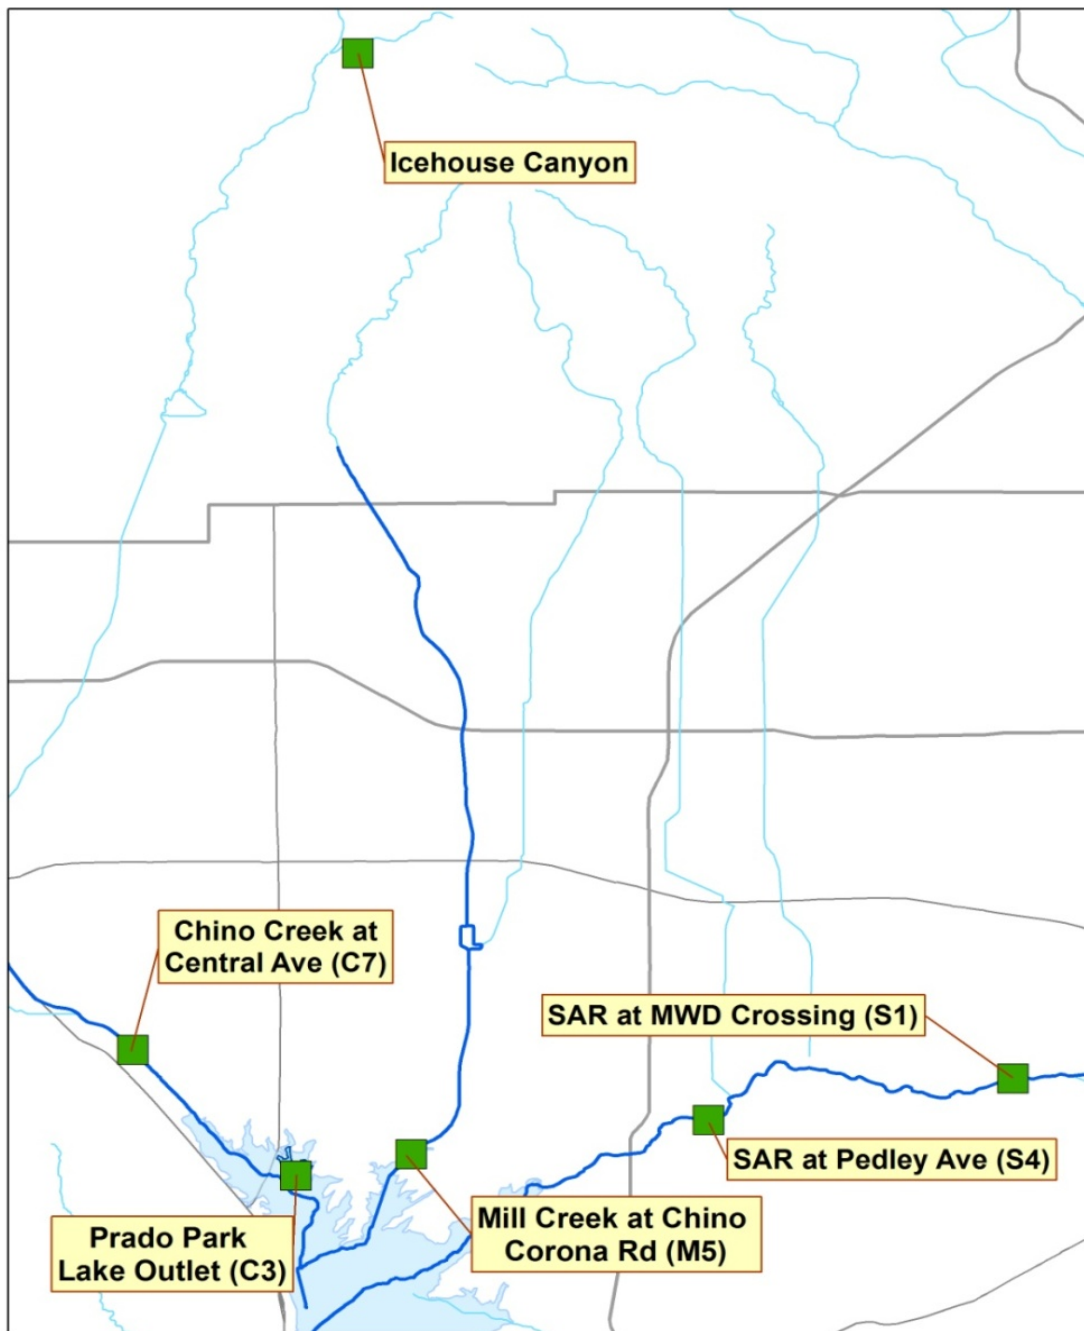 Icehouse Canyon
Chino Creek at
Central Ave (C7)
SAR at MWD Crossing (S1)
SAR at Pedley Ave (S4)
Mill Creek at Chino
Corona Rd (M5)
Prado Park
Lake Outlet (C3)